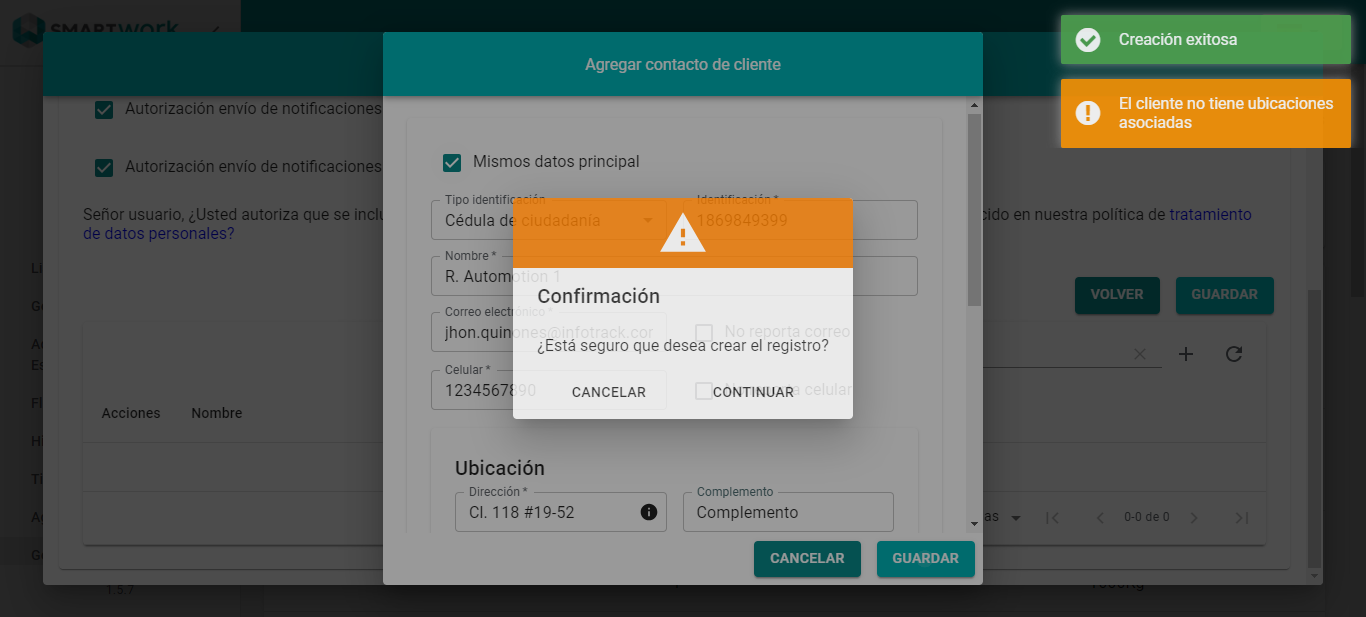 SMARTWORK
Agregar contacto de cliente
Creación exitosa
El cliente no tiene ubicaciones
asociadas
Autorización envío de notificaciones
Autorización envío de notificaciones
Señor usuario, ¿Usted autoriza que se
en nuestra política de tratamiento
de datos personales?
VOLVER
GUARDAR
Acciones
Nombre
0-0 de 0
Mismos datos principal
Tipo identificación
Identificación *
Cédula de ciudadanía
1869849399
Nombre *
R. Automotion 1
Correo electrónico *
jhon.quinones@infotrack.cor
No reporta correo
Celular *
1234567890
celular
Confirmación
¿Está seguro que desea crear el registro?
CANCELAR
CONTINUAR
Ubicación
Dirección *
Cl. 118 #19-52
Complemento
Complemento
CANCELAR
GUARDAR
1.5.7